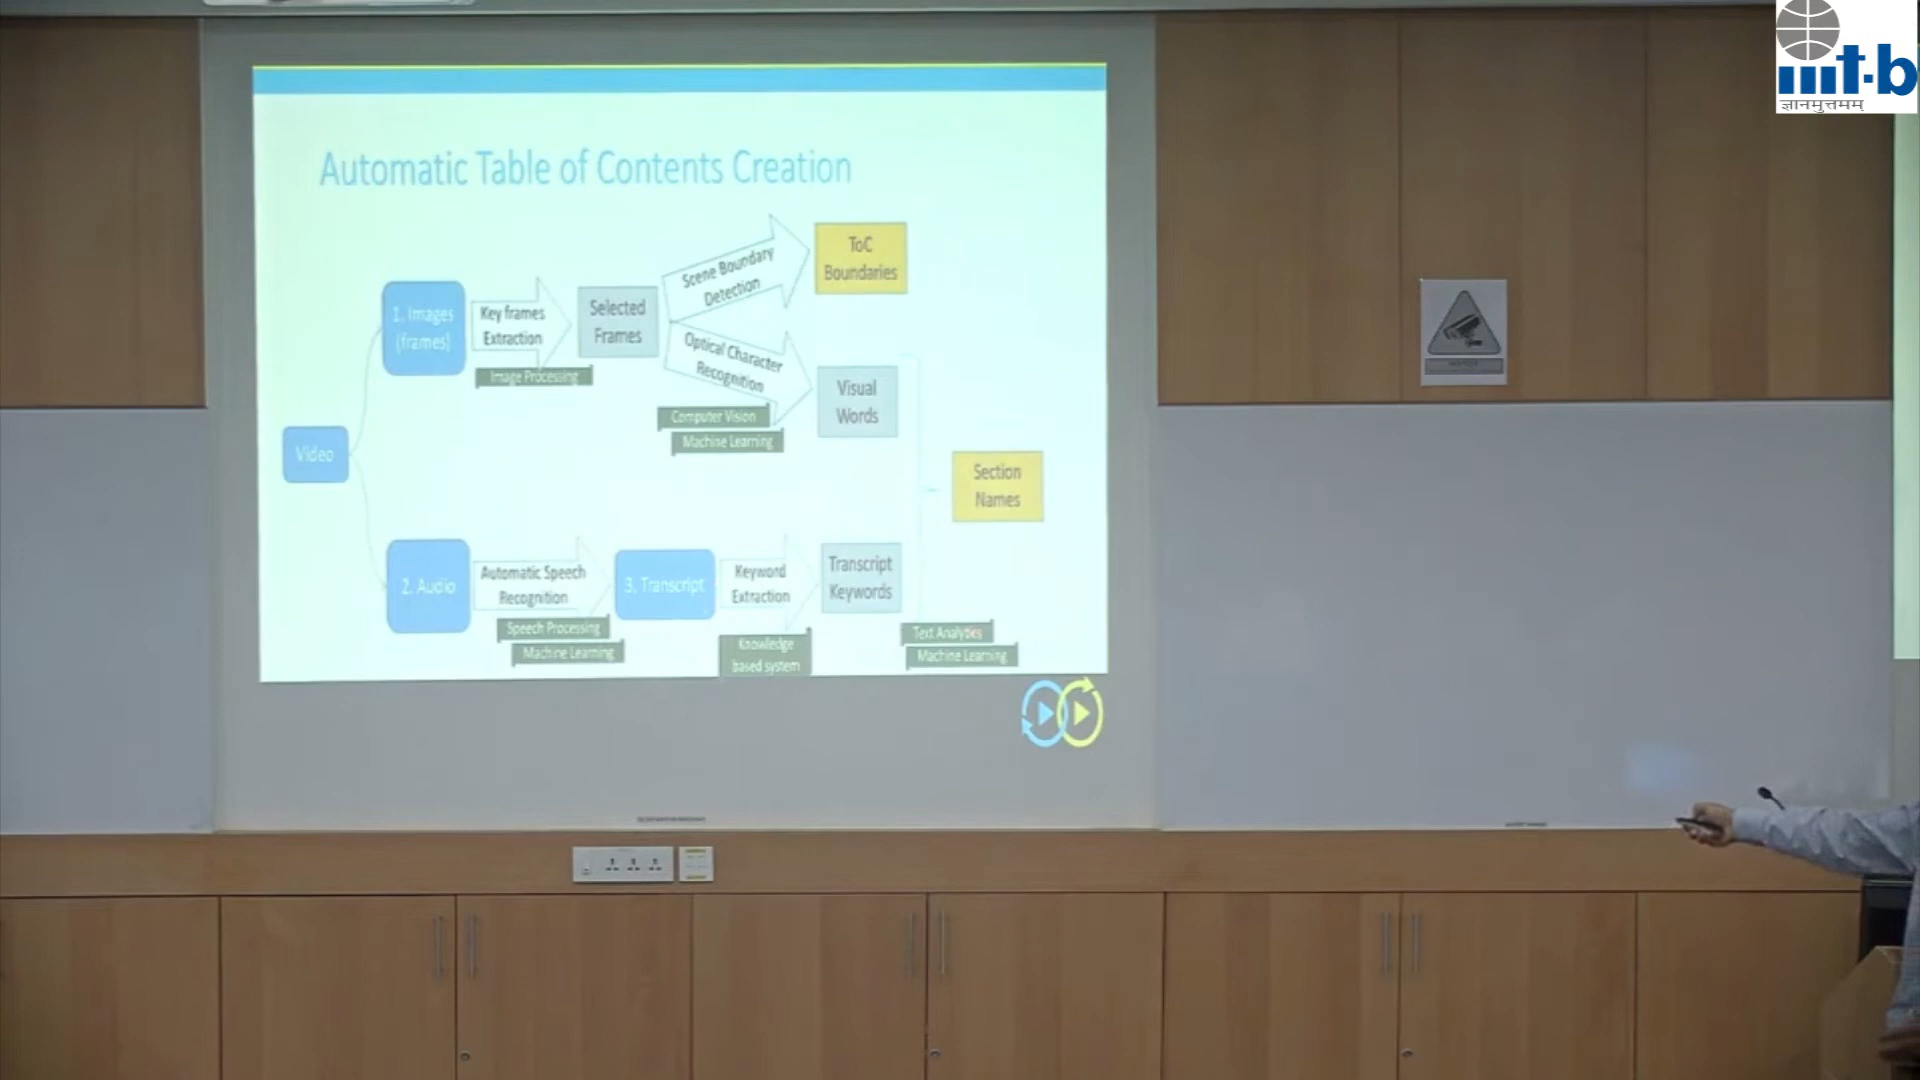 iiit-b
ज्ञानमुत्तमम्
Automatic Table of Contents Creation
Scene Boundary
Detection
ToC
Boundaries
1. Images
(frames)
Key frames
Extraction
Image Processing
Selected
Frames
Optical Character
Recognition
Computer Vision
Machine Learning
Visual
Words
Video
Section
Names
2. Audio
Automatic Speech
Recognition
Speech Processing
Machine Learning
3. Transcript
Keyword
Extraction
Knowledge
based system
Transcript
Keywords
Text Analytics
Machine Learning